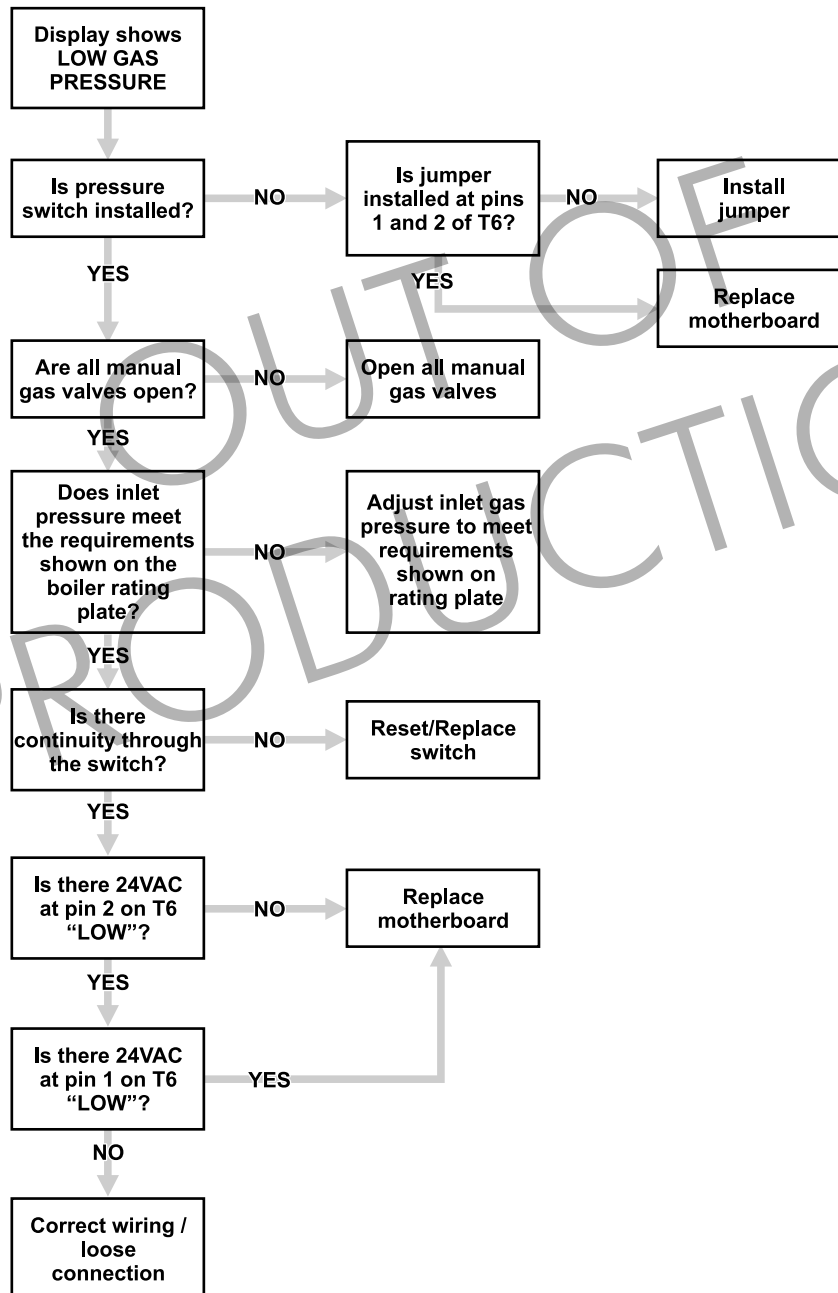 Display shows
LOW GAS
PRESSURE
Is pressure
switch installed?
NO
Is jumper
installed at pins
1 and 2 of T6?
NO
Install
jumper
YES
YES
Replace
motherboard
Are all manual
gas valves open?
NO
Open all manual
gas valves
YES
Does inlet
pressure meet
the requirements
shown on the
boiler rating
plate?
NO
Adjust inlet gas
pressure to meet
requirements
shown on
rating plate
YES
Is there
continuity through
the switch?
NO
Reset/Replace
switch
YES
Is there 24VAC
at pin 2 on T6
“LOW”?
NO
Replace
motherboard
YES
Is there 24VAC
at pin 1 on T6
“LOW”?
YES
NO
Correct wiring /
loose
connection
OUT OF
PRODUCTIO